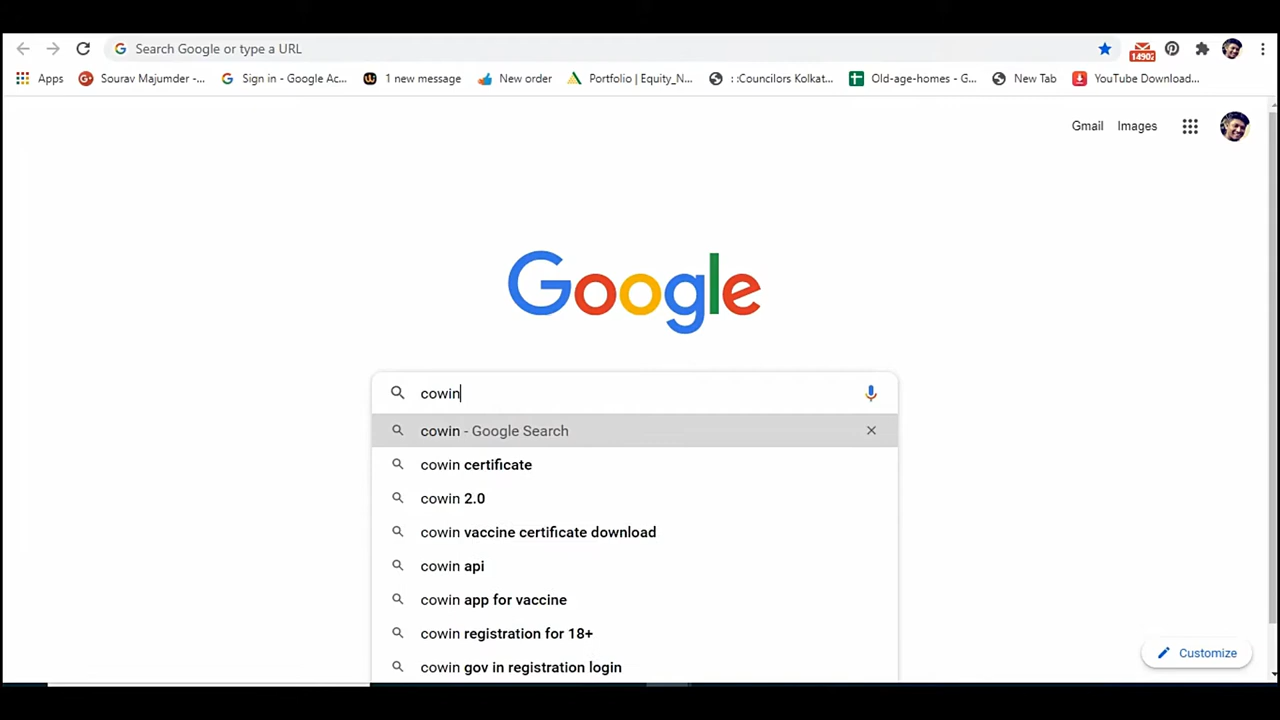 Search Google or type a URL
14902
Apps
Sourav Majumder -...
Sign in - Google Ac...
1 new message
New order
Portfolio | Equity_N...
: :Councilors Kolkat...
Old-age-homes - G...
New Tab
YouTube Download...
Gmail
Images
Google
cowin
cowin - Google Search
cowin certificate
cowin 2.0
cowin vaccine certificate download
cowin api
cowin app for vaccine
cowin registration for 18+
cowin gov in registration login
Customize